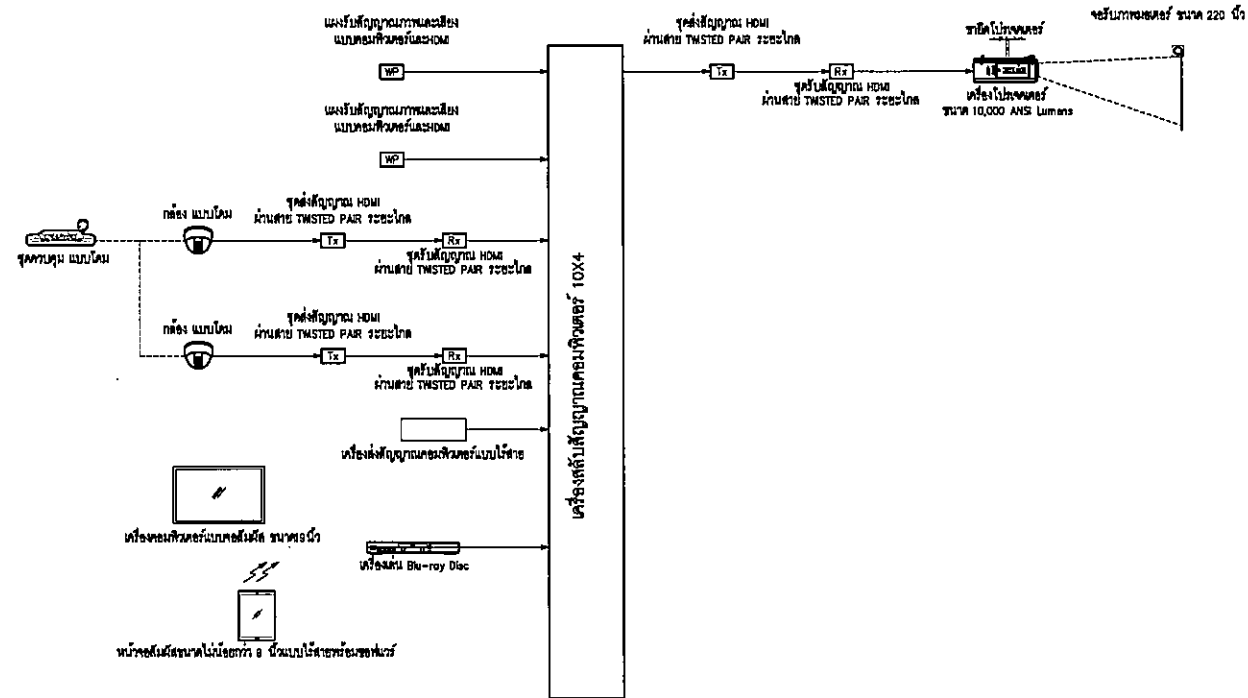 แผงรับสัญญาณภาพและเสียง
แบบคอมพิวเตอร์และHDMI
WP
แผงรับสัญญาณภาพและเสียง
แบบคอมพิวเตอร์และHDMI
WP
ชุดส่งสัญญาณ HDMI
ผ่านสาย TWISTED PAIR ระยะไกล
Tx
Rx
ชุดรับสัญญาณ HDMI
ผ่านสาย TWISTED PAIR ระยะไกล
จอรับภาพมอเตอร์ ขนาด 220 นิ้ว
ขายึดโปรเจคเตอร์
เครื่องโปรเจคเตอร์
ขนาด 10,000 ANSI Lumens
ชุดควบคุม แบบโดม
กล้อง แบบโดม
ชุดส่งสัญญาณ HDMI
ผ่านสาย TWISTED PAIR ระยะไกล
Tx
Rx
ชุดรับสัญญาณ HDMI
ผ่านสาย TWISTED PAIR ระยะไกล
กล้อง แบบโดม
ชุดส่งสัญญาณ HDMI
ผ่านสาย TWISTED PAIR ระยะไกล
Tx
Rx
ชุดรับสัญญาณ HDMI
ผ่านสาย TWISTED PAIR ระยะไกล
เครื่องสลับสัญญาณคอมพิวเตอร์ 10X4
เครื่องส่งสัญญาณคอมพิวเตอร์แบบไร้สาย
เครื่องคอมพิวเตอร์แบบจอสัมผัส ขนาด19นิ้ว
เครื่องเล่น Blu-ray Disc
หน้าจอสัมผัสขนาดไม่น้อยกว่า 9 นิ้วแบบไร้สายพร้อมซอฟแวร์